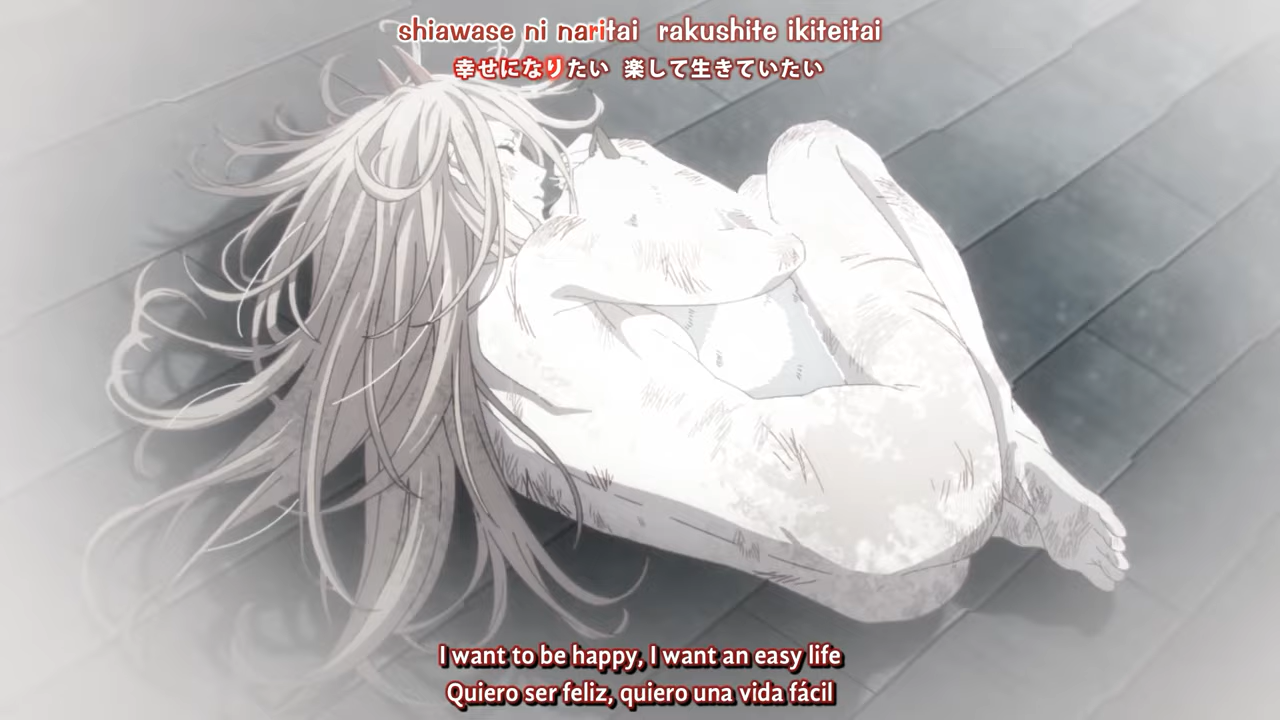 shiawase ni naritai rakushite ikiteitai
幸せになりたい 楽して生きていたい
I want to be happy, I want an easy life
Quiero ser feliz, quiero una vida fácil